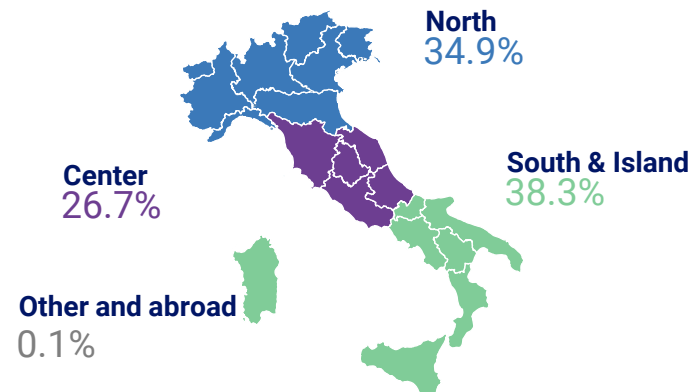 North
34.9%
Center
26.7%
South & Island
38.3%
Other and abroad
0.1%